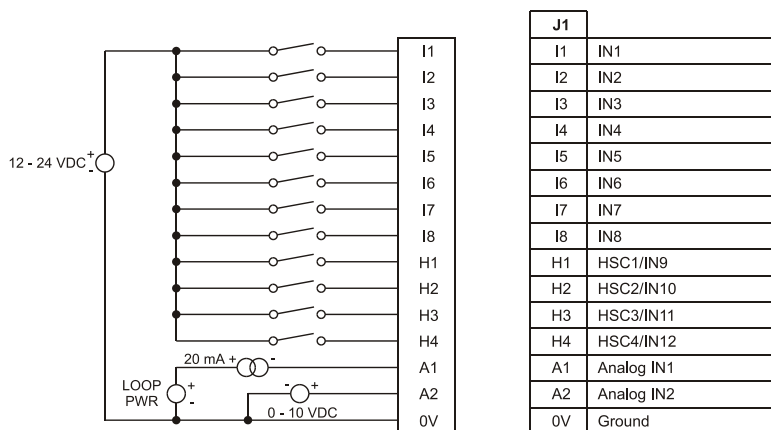 I1
I2
I3
I4
I5
I6
I7
I8
H1
H2
H3
H4
A1
A2
0V
12 - 24 VDC
+
-
20 mA + -
LOOP
PWR
+
-
- +
0 - 10 VDC
J1
I1 IN1
I2 IN2
I3 IN3
I4 IN4
I5 IN5
I6 IN6
I7 IN7
I8 IN8
H1 HSC1/IN9
H2 HSC2/IN10
H3 HSC3/IN11
H4 HSC4/IN12
A1 Analog IN1
A2 Analog IN2
0V Ground